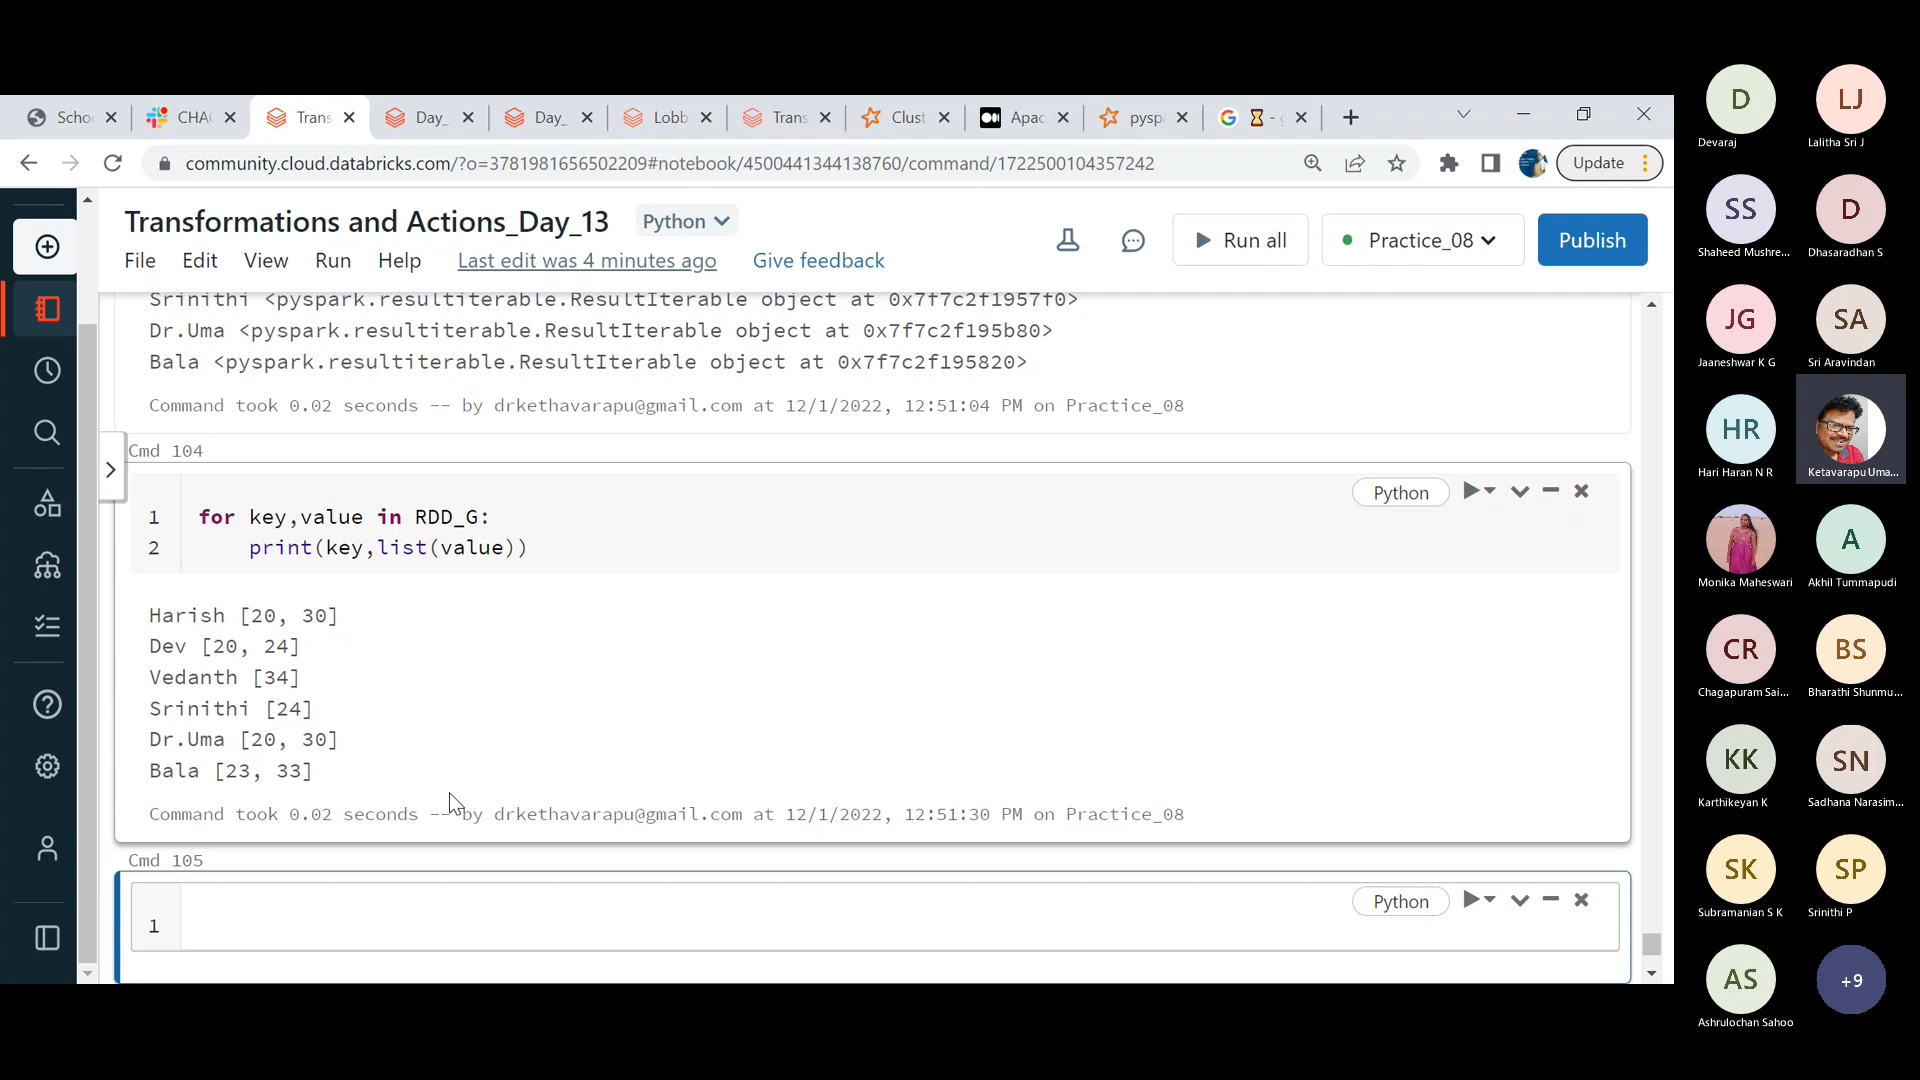 Scho
CHA
Trans
Day_
Day_
Lobb
Trans
Clust
Apac
pysp
community.cloud.databricks.com/?o=3781981656502209#notebook/4500441344138760/command/1722500104357242
Update
Transformations and Actions_Day_13
Python
File Edit View Run Help Last edit was 4 minutes ago Give feedback
Run all
Practice_08
Publish
Srinithi <pyspark.resultiterable.ResultIterable object at 0x7f7c2f1957f0>
Dr.Uma <pyspark.resultiterable.ResultIterable object at 0x7f7c2f195b80>
Bala <pyspark.resultiterable.ResultIterable object at 0x7f7c2f195820>
Command took 0.02 seconds -- by drkethavarapu@gmail.com at 12/1/2022, 12:51:04 PM on Practice_08
Cmd 104
Python
1 for key,value in RDD_G:
2 print(key,list(value))
Harish [20, 30]
Dev [20, 24]
Vedanth [34]
Srinithi [24]
Dr.Uma [20, 30]
Bala [23, 33]
Command took 0.02 seconds -- by drkethavarapu@gmail.com at 12/1/2022, 12:51:30 PM on Practice_08
Cmd 105
Python
1
D LJ
Devaraj Lalitha Sri J
SS D
Shaheed Mushre... Dhasaradhan S
JG SA
Jaaneshwar K G Sri Aravindan
HR
Hari Haran N R Ketavarapu Uma...
A
Monika Maheswari Akhil Tummapudi
CR BS
Chagapuram Sai... Bharathi Shunmu...
KK SN
Karthikeyan K Sadhana Narasim...
SK SP
Subramanian S K Srinithi P
AS +9
Ashrulochan Sahoo